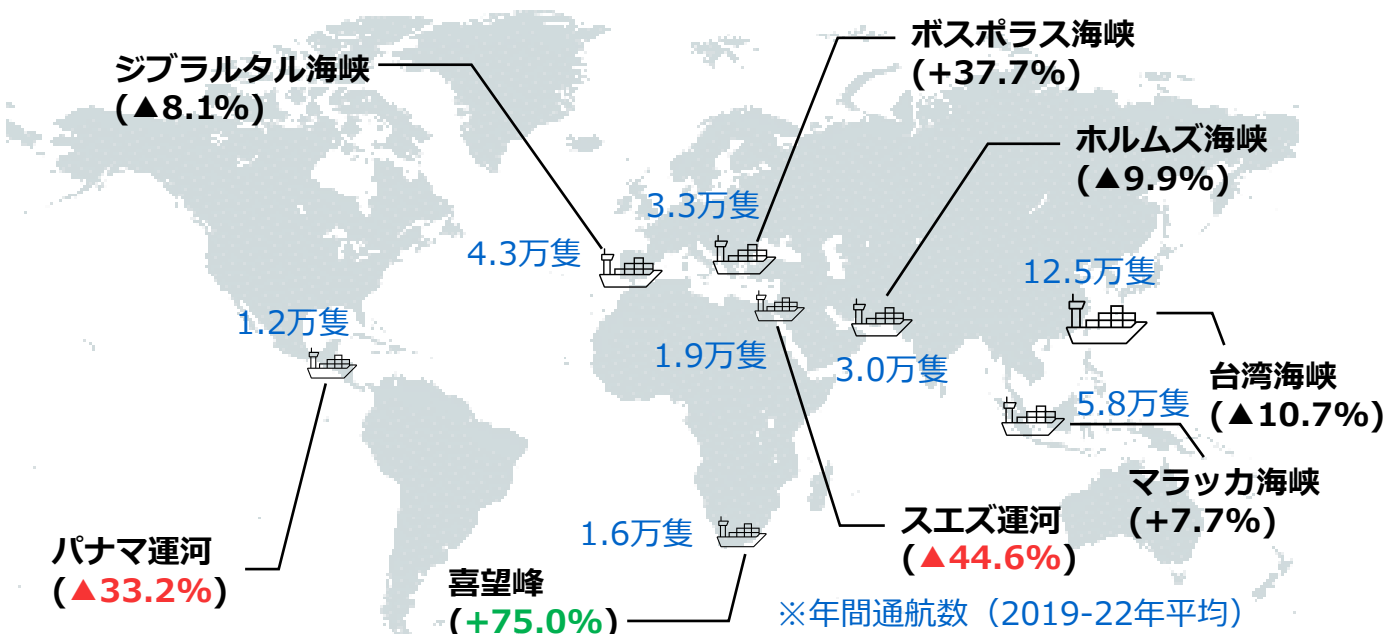 ボスポラス海峡
(+37.7%)
ジブラルタル海峡
(▲8.1%)
ホルムズ海峡
(▲9.9%)
3.3万隻
4.3万隻
12.5万隻
1.2万隻
1.9万隻
3.0万隻
台湾海峡
(▲10.7%)
5.8万隻
マラッカ海峡
(+7.7%)
スエズ運河
(▲44.6%)
1.6万隻
パナマ運河
(▲33.2%)
喜望峰
(+75.0%)
※年間通航数（2019-22年平均）